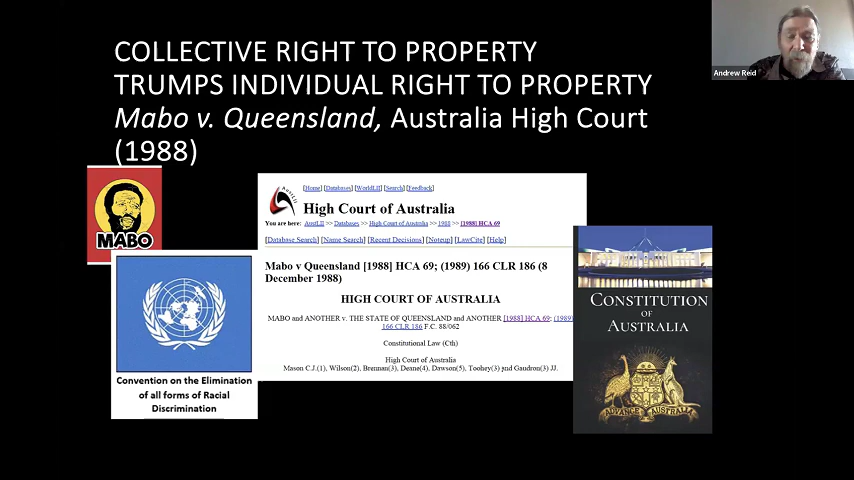 COLLECTIVE RIGHT TO PROPERTY
TRUMPS INDIVIDUAL RIGHT TO PROPERTY
Mabo v. Queensland, Australia High Court
(1988)
Andrew Reid
MABO
Convention on the Elimination
of all forms of Racial
Discrimination
AustLII
[Home] [Databases] [WorldLII] [Search] [Feedback]
High Court of Australia
You are here: AustLII >> Databases >> High Court of Australia >> 1988 >> [1988] HCA 69
[Database Search] [Name Search] [Recent Decisions] [Noteup] [LawCite] [Help]
Mabo v Queensland [1988] HCA 69; (1989) 166 CLR 186 (8
December 1988)
HIGH COURT OF AUSTRALIA
MABO and ANOTHER v. THE STATE OF QUEENSLAND and ANOTHER [1988] HCA 69; (1989)
166 CLR 186 F.C. 88/062
Constitutional Law (Cth)
High Court of Australia
Mason C.J.(1), Wilson(2), Brennan(3), Deane(4), Dawson(5), Toohey(3) and Gaudron(3) JJ.
CONSTITUTION
OF
AUSTRALIA
ADVANCE AUSTRALIA